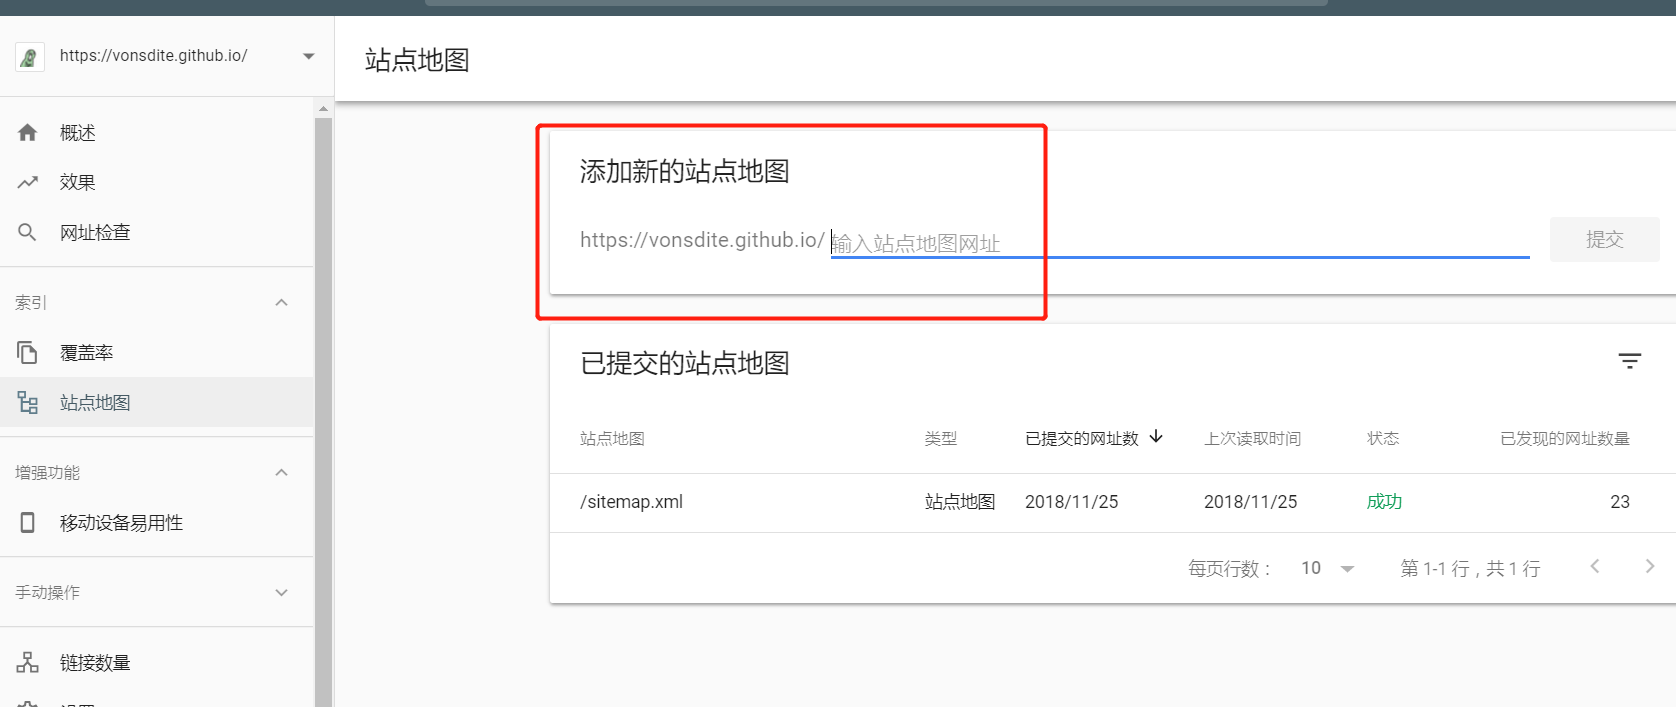 https://vonsdite.github.io/
站点地图
概述
效果
网址检查
索引
覆盖率
站点地图
增强功能
移动设备易用性
手动操作
链接数量
添加新的站点地图
https://vonsdite.github.io/ 输入站点地图网址
提交
已提交的站点地图
站点地图 类型 已提交的网址数 上次读取时间 状态 已发现的网址数量
/sitemap.xml 站点地图 2018/11/25 2018/11/25 成功 23
每页行数： 10 第 1-1 行，共 1 行